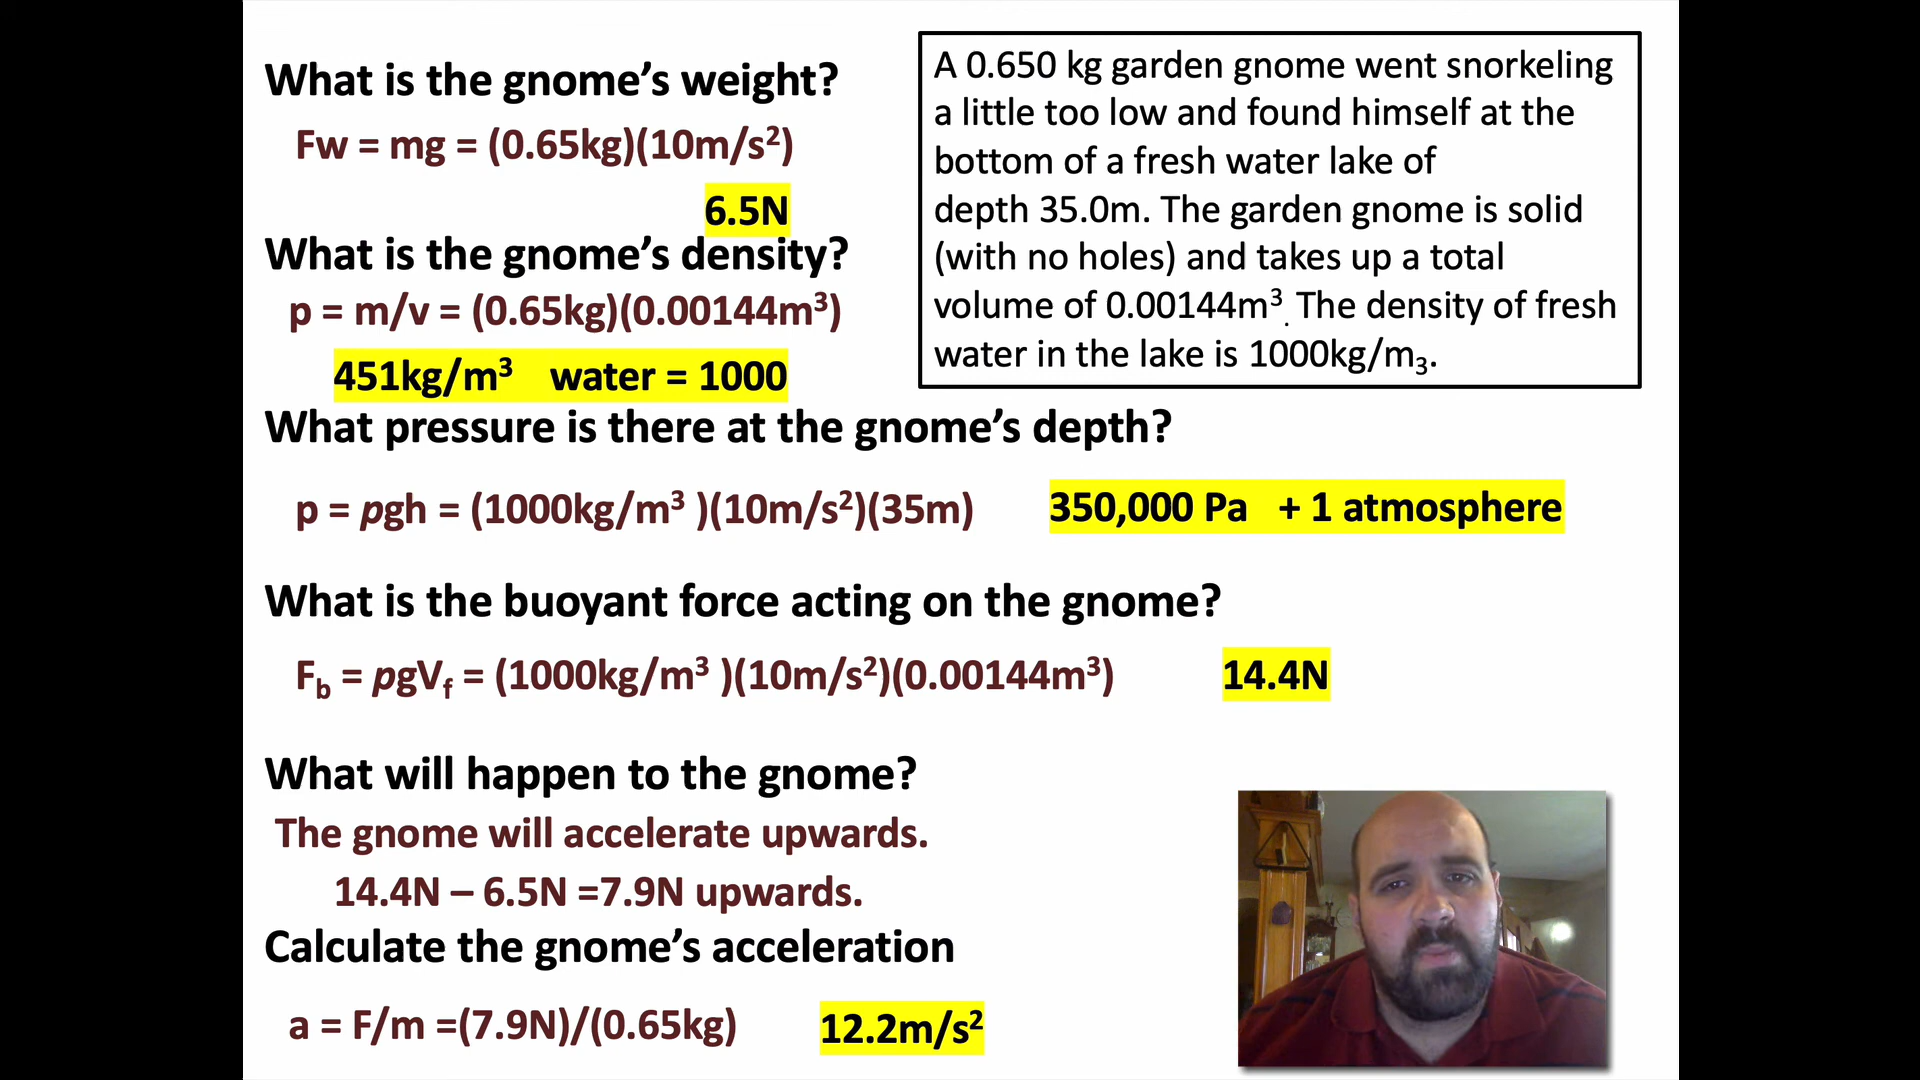 What is the gnome’s weight?
Fw = mg = (0.65kg)(10m/s²)
6.5N
What is the gnome’s density?
p = m/v = (0.65kg)(0.00144m³)
451kg/m³ water = 1000
What pressure is there at the gnome’s depth?
p = pgh = (1000kg/m³ )(10m/s²)(35m) 350,000 Pa + 1 atmosphere
What is the buoyant force acting on the gnome?
F_b = pgV_f = (1000kg/m³ )(10m/s²)(0.00144m³) 14.4N
What will happen to the gnome?
The gnome will accelerate upwards.
14.4N – 6.5N =7.9N upwards.
Calculate the gnome’s acceleration
a = F/m =(7.9N)/(0.65kg) 12.2m/s²
A 0.650 kg garden gnome went snorkeling
a little too low and found himself at the
bottom of a fresh water lake of
depth 35.0m. The garden gnome is solid
(with no holes) and takes up a total
volume of 0.00144m³. The density of fresh
water in the lake is 1000kg/m₃.